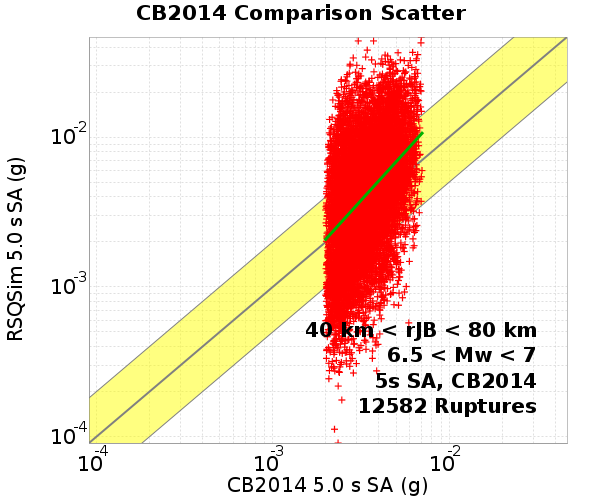 CB2014 Comparison Scatter
RSQSim 5.0 s SA (g)
10-2
10-3
10-4
40 km < rJB < 80 km
6.5 < Mw < 7
5s SA, CB2014
12582 Ruptures
10-4 10-3 10-2
CB2014 5.0 s SA (g)